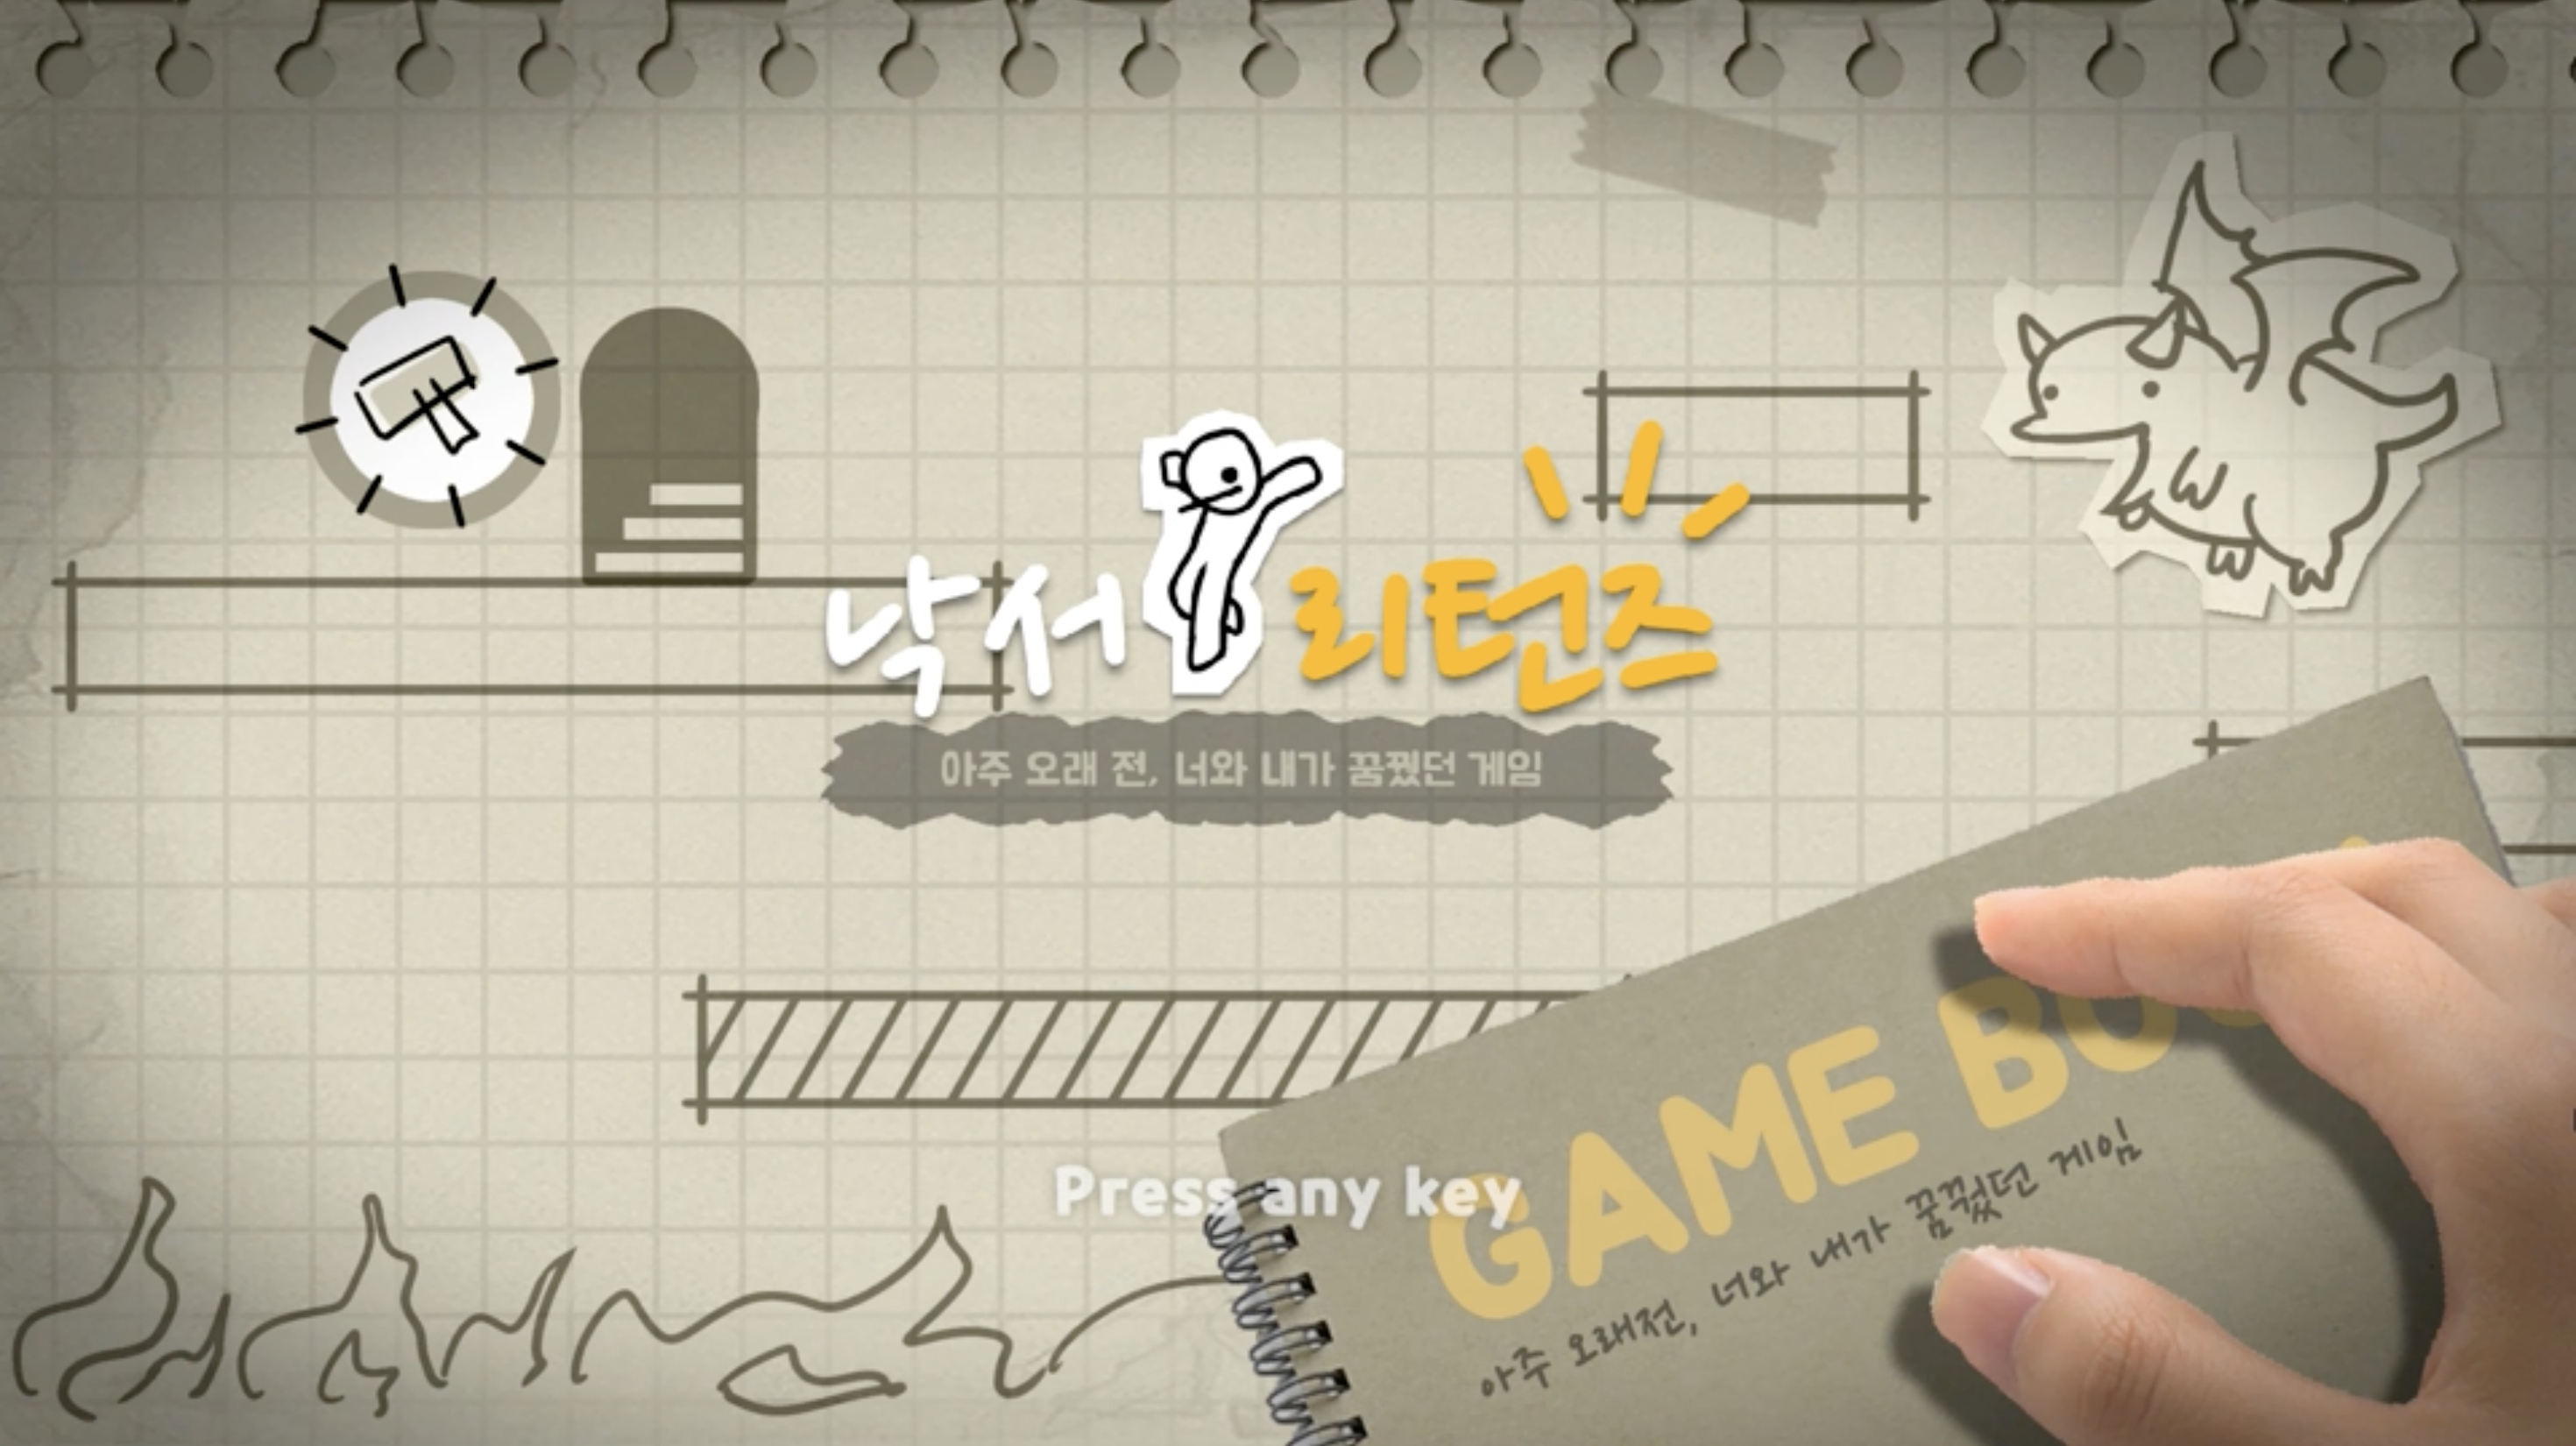 낙서 리턴즈
아주 오래 전, 너와 내가 꿈꿨던 게임
Press any key
GAME
아주 오래전, 너와 내가 꿈꿨던 게임